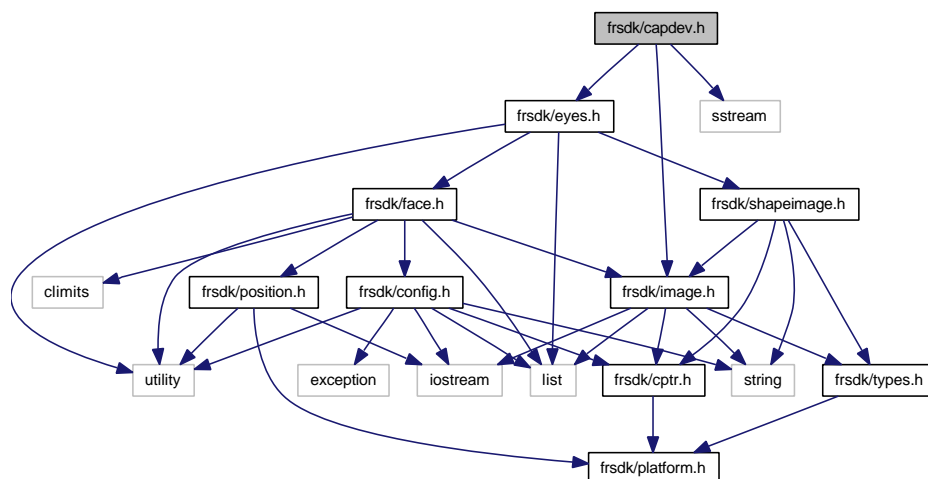 frsdk/capdev.h
frsdk/eyes.h
sstream
frsdk/face.h
frsdk/shapeimage.h
climits
frsdk/position.h
frsdk/config.h
frsdk/image.h
utility
exception
iostream
list
frsdk/cptr.h
string
frsdk/types.h
frsdk/platform.h